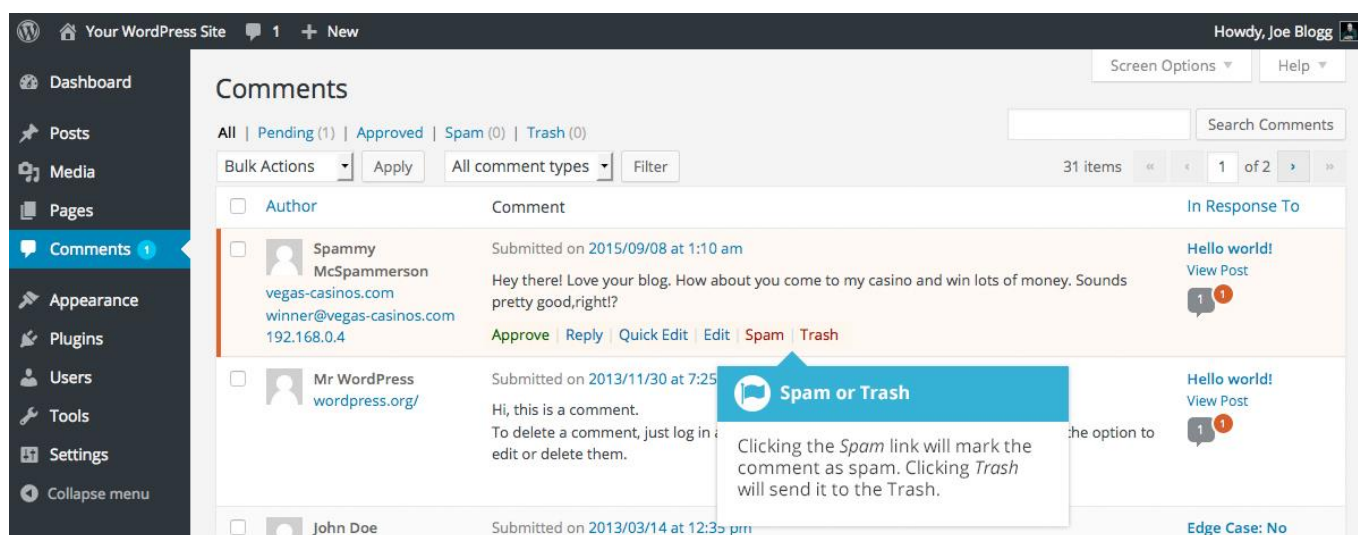 Your WordPress Site 1 + New Howdy, Joe Blogg
Screen Options Help
Dashboard
Posts
Media
Pages
Comments 1
Appearance
Plugins
Users
Tools
Settings
Collapse menu
Comments
All | Pending (1) | Approved | Spam (0) | Trash (0)
Search Comments
Bulk Actions Apply All comment types Filter 31 items « ‹ 1 of 2 › »
Author Comment In Response To
Spammy
McSpammerson
vegas-casinos.com
winner@vegas-casinos.com
192.168.0.4
Submitted on 2015/09/08 at 1:10 am
Hey there! Love your blog. How about you come to my casino and win lots of money. Sounds
pretty good,right!?
Approve | Reply | Quick Edit | Edit | Spam | Trash
Hello world!
View Post
1 1
Mr WordPress
wordpress.org/
Submitted on 2013/11/30 at 7:25
Hi, this is a comment.
To delete a comment, just log in the option to
edit or delete them.
Hello world!
View Post
1 1
Spam or Trash
Clicking the Spam link will mark the
comment as spam. Clicking Trash
will send it to the Trash.
John Doe
Submitted on 2013/03/14 at 12:35 pm
Edge Case: No